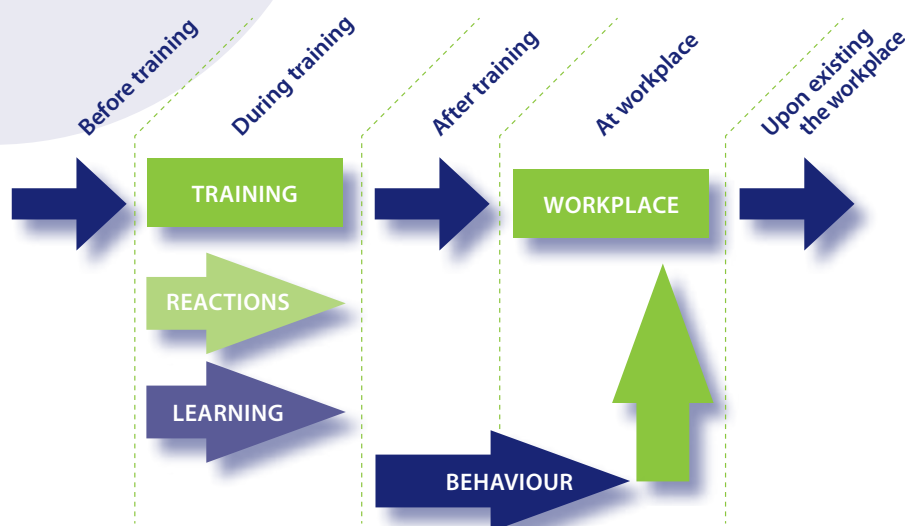 Before training
During training
After training
At workplace
Upon existing
the workplace
TRAINING
WORKPLACE
REACTIONS
LEARNING
BEHAVIOUR